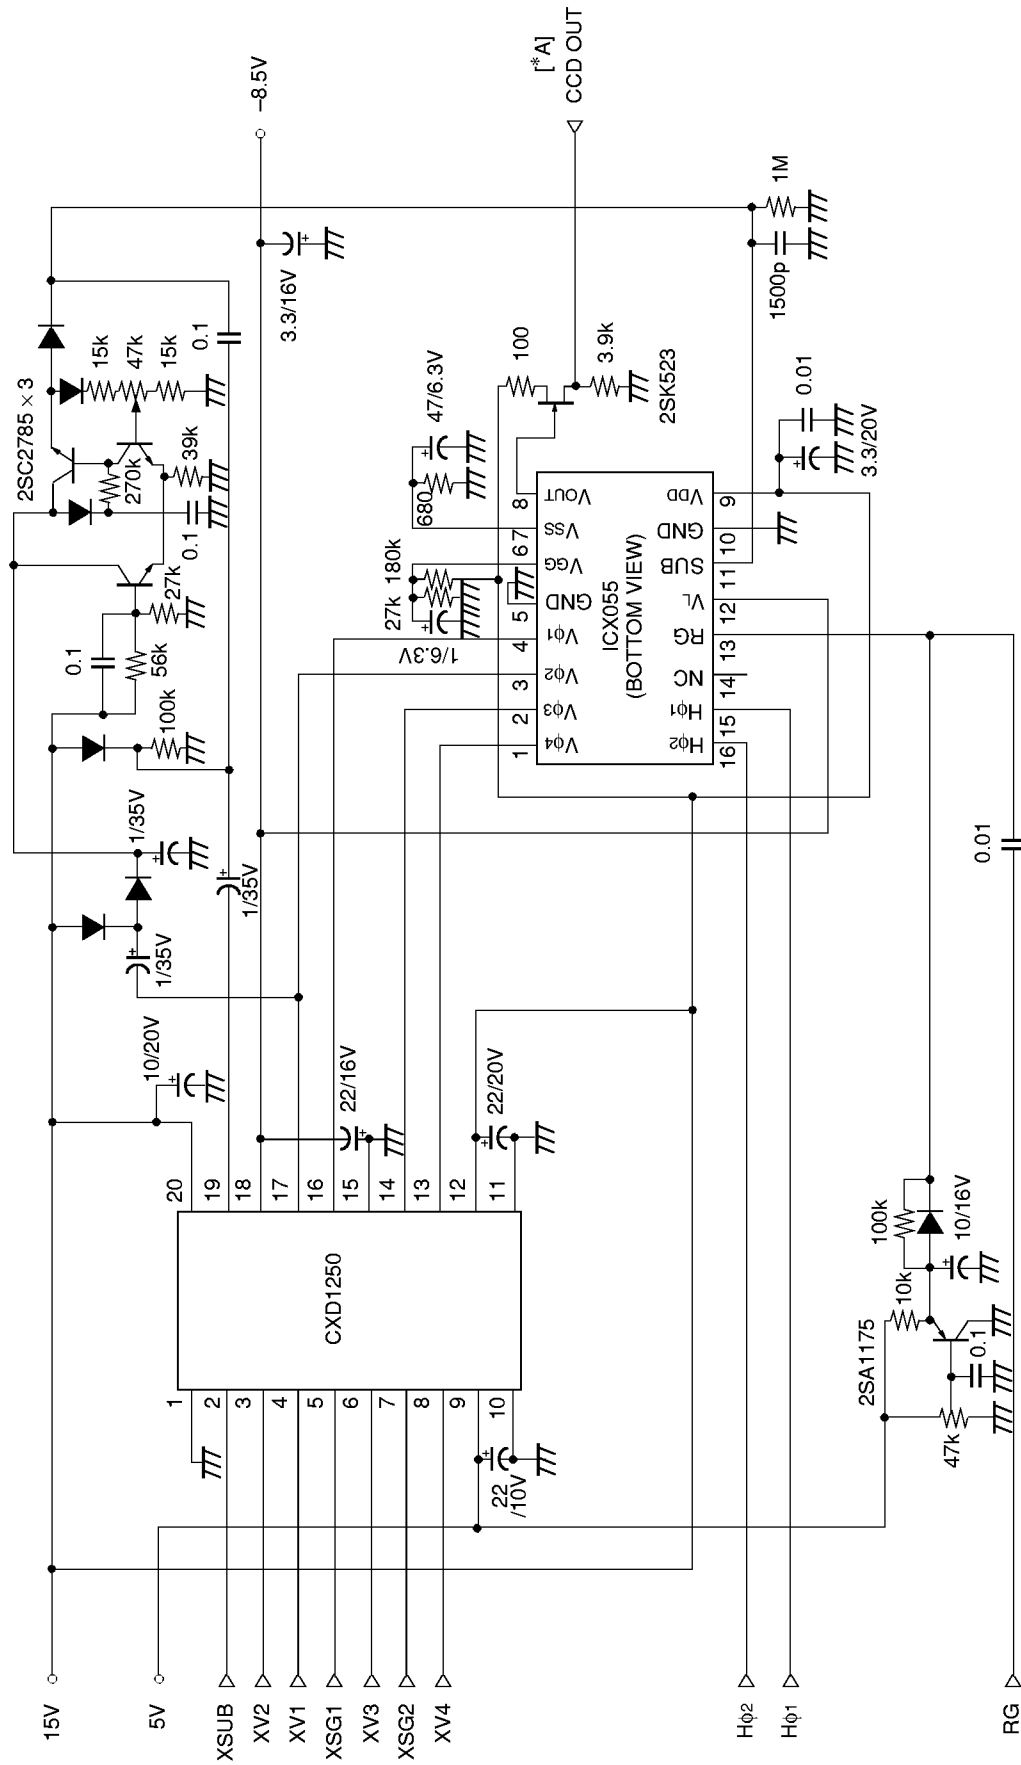 15V
5V
XSUB
XV2
XV1
XSG1
XV3
XSG2
XV4
Hϕ2
Hϕ1
RG
CXD1250
1
2
3
4
5
6
7
8
9
10
20
19
18
17
16
15
14
13
12
11
22
/10V
10/20V
22/16V
22/20V
1/35V
1/35V
1/35V
100k
56k
0.1
27k
0.1
270k
39k
2SC2785 × 3
15k
47k
15k
0.1
–8.5V
3.3/16V
[*A]
CCD OUT
1M
1500p
100
3.9k
2SK523
47/6.3V
680
180k
27k
1/6.3V
ICX055
(BOTTOM VIEW)
1
2
3
4
5
6
7
8
Vϕ4
Vϕ3
Vϕ2
Vϕ1
GND
VGG
VSS
VOUT
16
15
14
13
12
11
10
9
Hϕ2
Hϕ1
NC
RG
VL
SUB
GND
VDD
0.01
3.3/20V
0.01
2SA1175
47k
0.1
10k
100k
10/16V